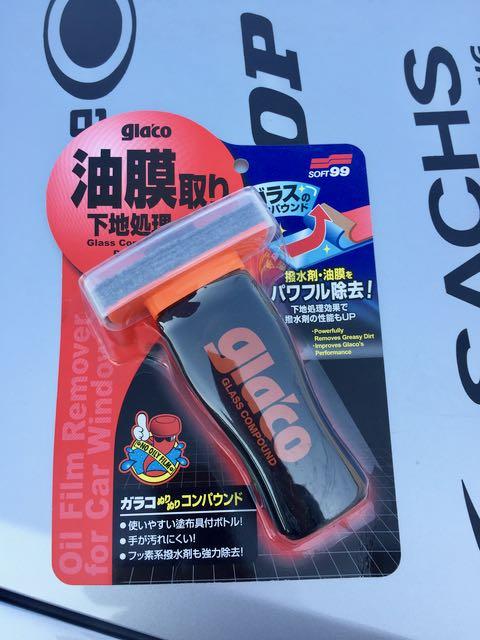 OP
SACHS
glaco
油膜取り
下地処理
Glass
SOFT99
ガラスの
コンパウンド
撥水剤・油膜を
パワフル除去!
下地処理効果で
撥水剤の性能もUP
・Powerfully
Removes Greasy Dirt
・Improves Glaco's
Performance
glaco
GLASS COMPOUND
Oil Film Remover
for Car Window
NO OILY FILM
ガラコぬりぬりコンパウンド
● 使いやすい塗布具付ボトル!
● 手が汚れにくい!
● フッ素系撥水剤も強力除去!